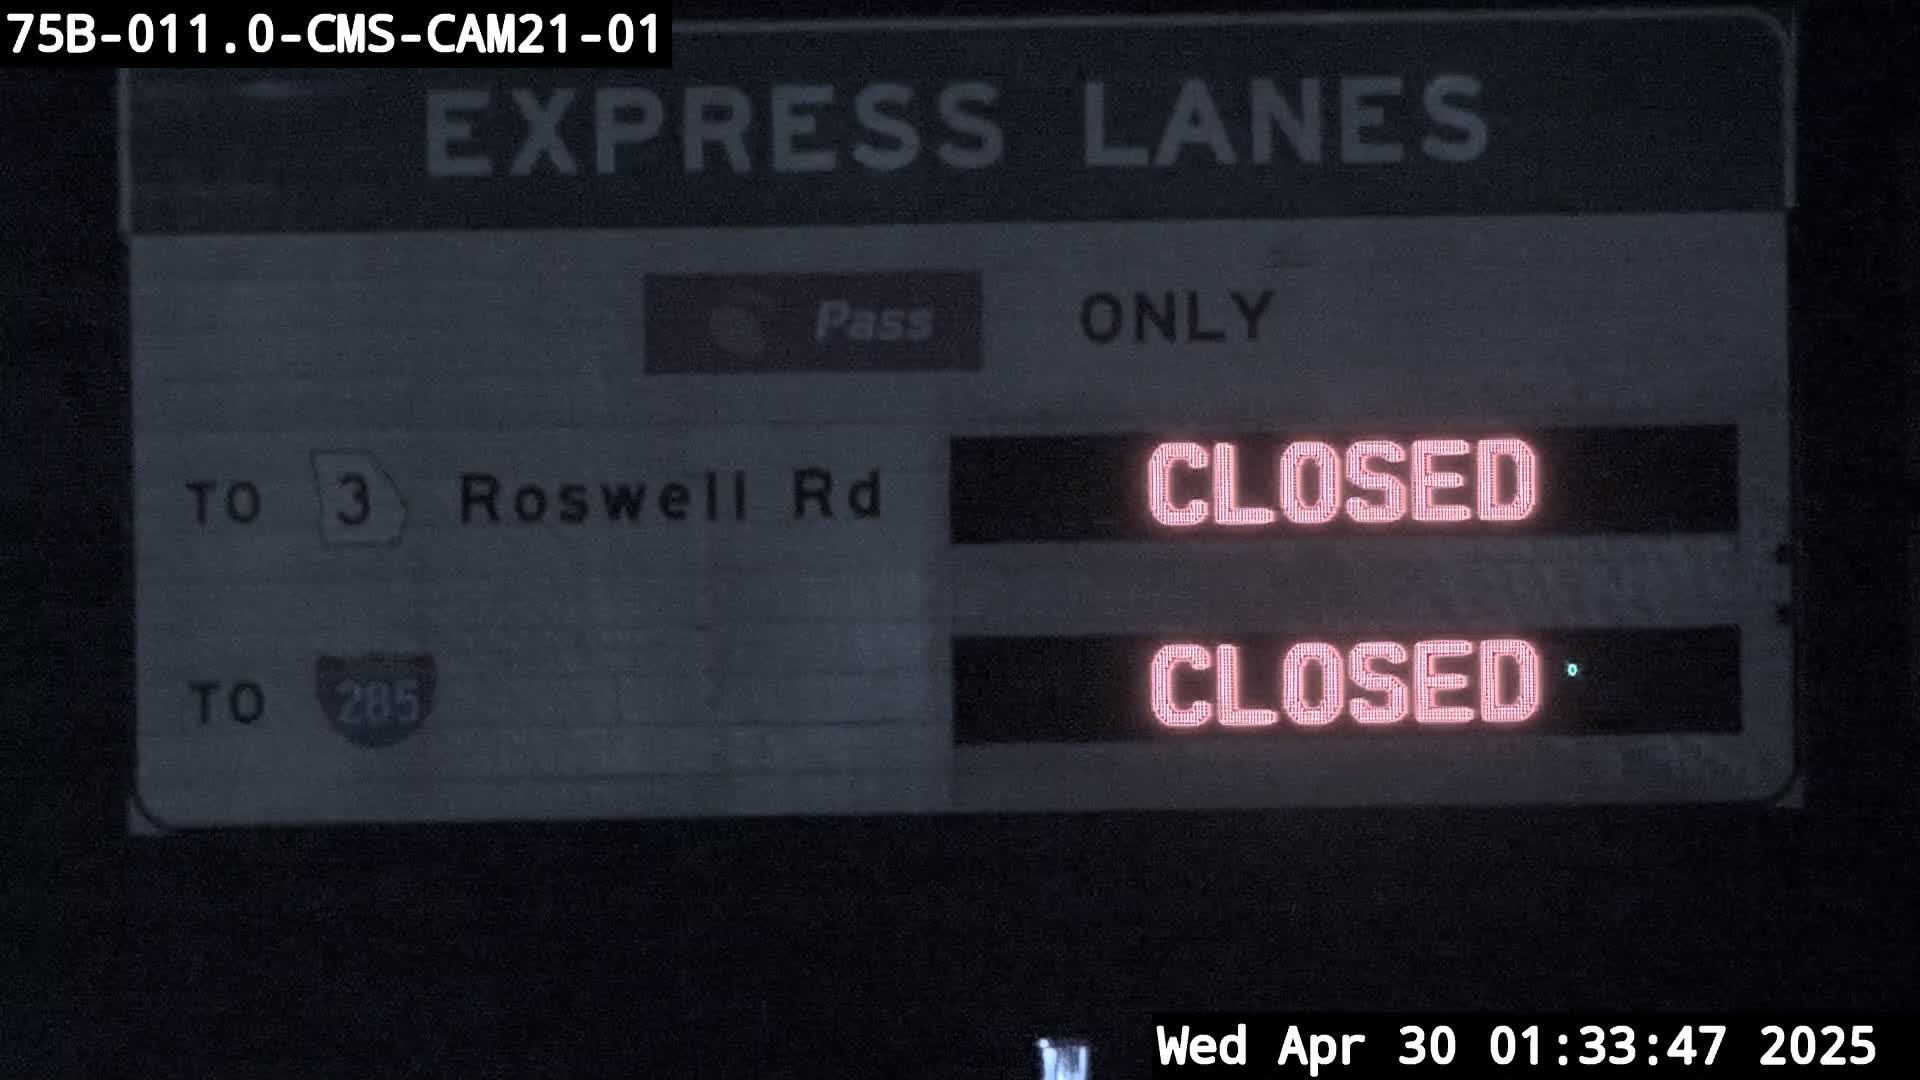 75B-011.0-CMS-CAM21-01
EXPRESS LANES
Pass ONLY
TO 3 Roswell Rd CLOSED
TO 285 CLOSED
Wed Apr 30 01:33:47 2025